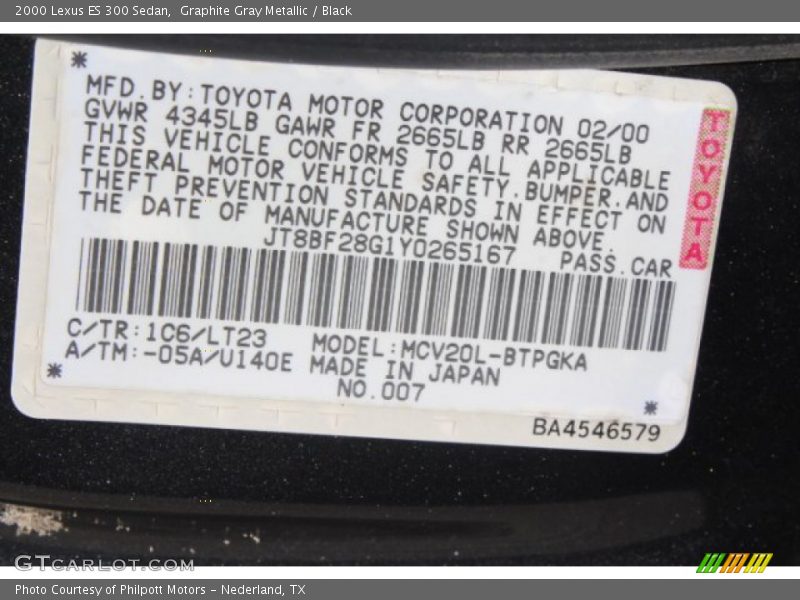 2000 Lexus ES 300 Sedan,  Graphite Gray Metallic / Black
MFD.BY:TOYOTA MOTOR CORPORATION 02/00
GVWR 4345LB GAWR FR 2665LB RR 2665LB
THIS VEHICLE CONFORMS TO ALL APPLICABLE
FEDERAL MOTOR VEHICLE SAFETY.BUMPER.AND
THEFT PREVENTION STANDARDS IN EFFECT ON
THE DATE OF MANUFACTURE SHOWN ABOVE.
JT8BF28G1Y0265167 PASS.CAR
TOYOTA
C/TR:1C6/LT23 MODEL:MCV20L-BTPGKA
A/TM:-05A/U140E MADE IN JAPAN
NO.007
BA4546579
GTCARLOT.COM
Photo Courtesy of Philpott Motors - Nederland, TX